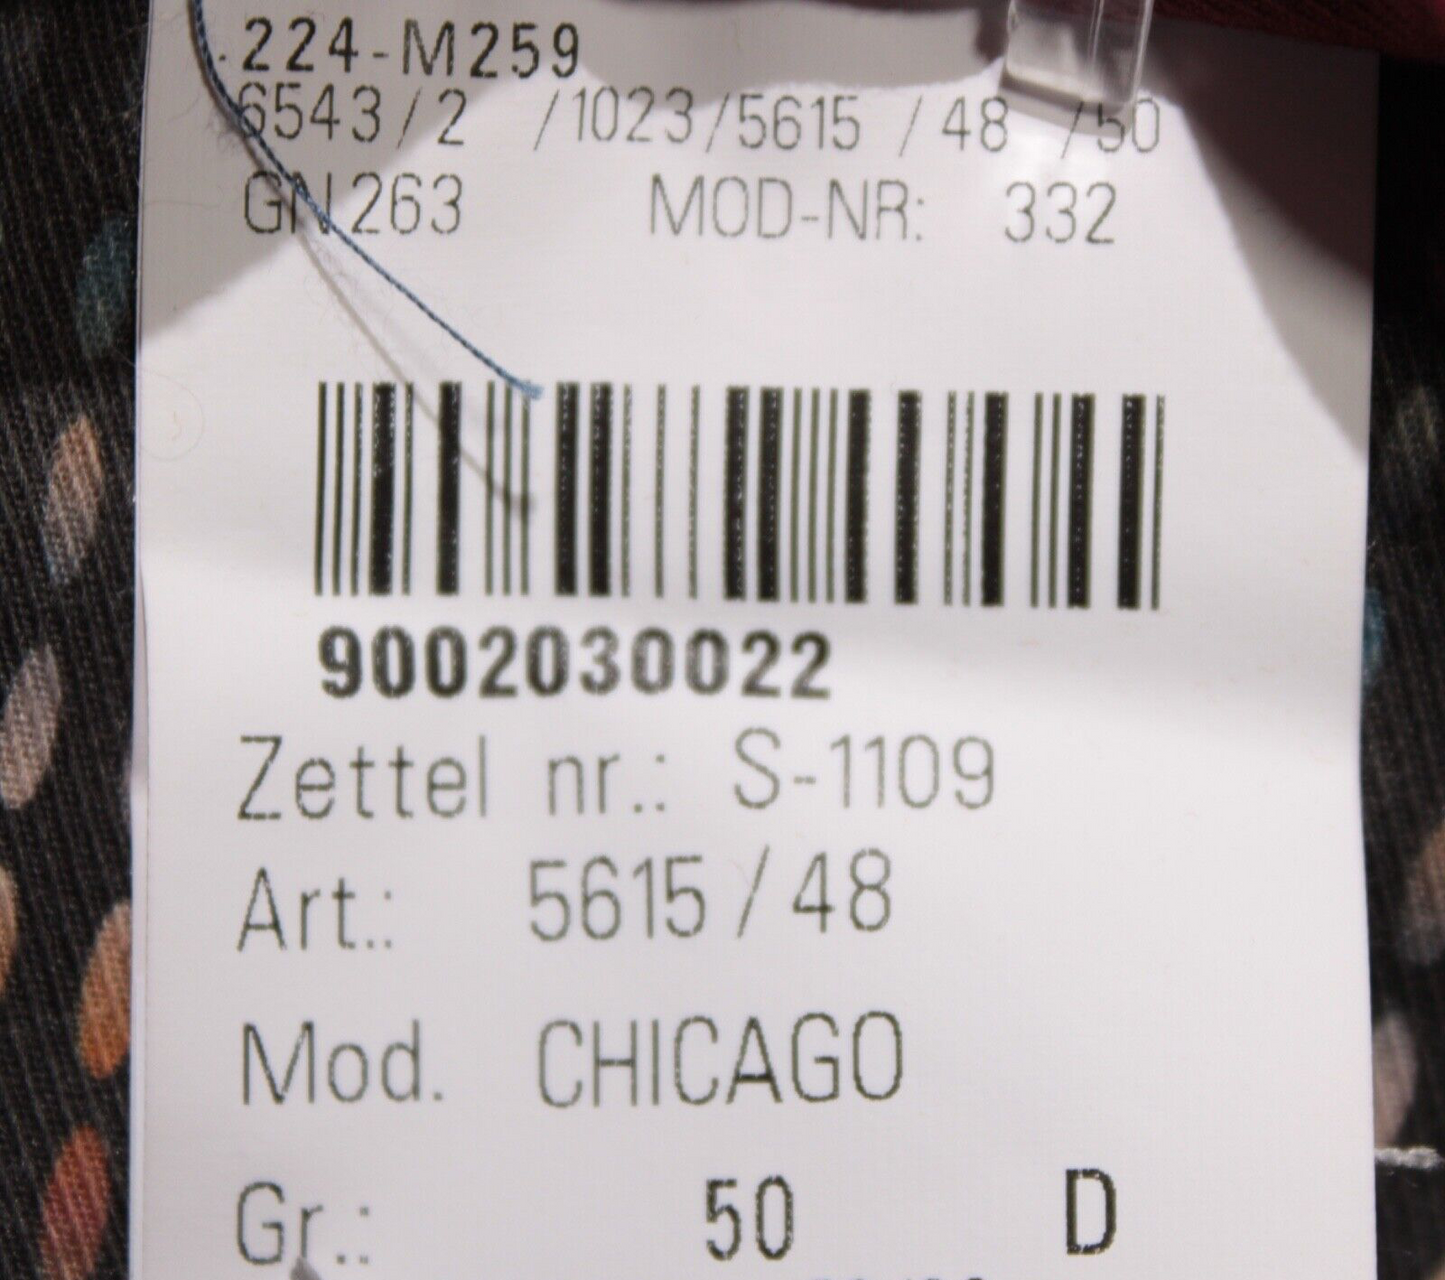 224-M259
6543/2 /1023/5615 /48 /50
GN263 MOD-NR: 332
9002030022
Zettel nr.: S-1109
Art.: 5615/48
Mod. CHICAGO
Gr.: 50 D